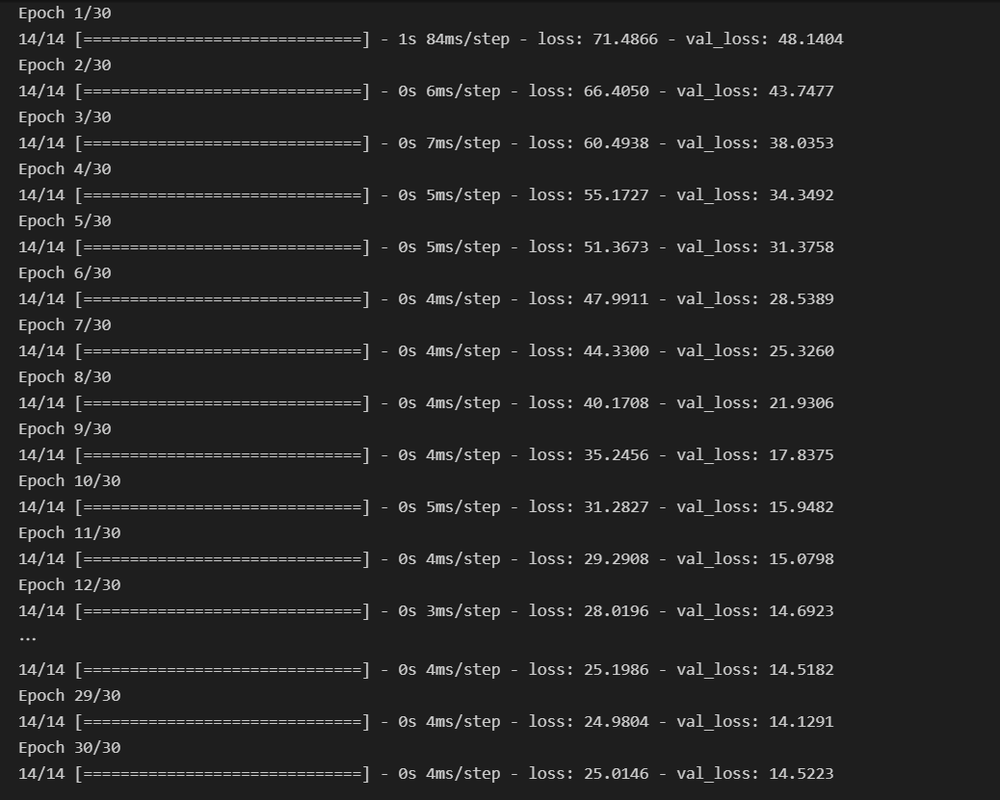 Epoch 1/30
14/14 [==============================] - 1s 84ms/step - loss: 71.4866 - val_loss: 48.1404
Epoch 2/30
14/14 [==============================] - 0s 6ms/step - loss: 66.4050 - val_loss: 43.7477
Epoch 3/30
14/14 [==============================] - 0s 7ms/step - loss: 60.4938 - val_loss: 38.0353
Epoch 4/30
14/14 [==============================] - 0s 5ms/step - loss: 55.1727 - val_loss: 34.3492
Epoch 5/30
14/14 [==============================] - 0s 5ms/step - loss: 51.3673 - val_loss: 31.3758
Epoch 6/30
14/14 [==============================] - 0s 4ms/step - loss: 47.9911 - val_loss: 28.5389
Epoch 7/30
14/14 [==============================] - 0s 4ms/step - loss: 44.3300 - val_loss: 25.3260
Epoch 8/30
14/14 [==============================] - 0s 4ms/step - loss: 40.1708 - val_loss: 21.9306
Epoch 9/30
14/14 [==============================] - 0s 4ms/step - loss: 35.2456 - val_loss: 17.8375
Epoch 10/30
14/14 [==============================] - 0s 5ms/step - loss: 31.2827 - val_loss: 15.9482
Epoch 11/30
14/14 [==============================] - 0s 4ms/step - loss: 29.2908 - val_loss: 15.0798
Epoch 12/30
14/14 [==============================] - 0s 3ms/step - loss: 28.0196 - val_loss: 14.6923
...
14/14 [==============================] - 0s 4ms/step - loss: 25.1986 - val_loss: 14.5182
Epoch 29/30
14/14 [==============================] - 0s 4ms/step - loss: 24.9804 - val_loss: 14.1291
Epoch 30/30
14/14 [==============================] - 0s 4ms/step - loss: 25.0146 - val_loss: 14.5223